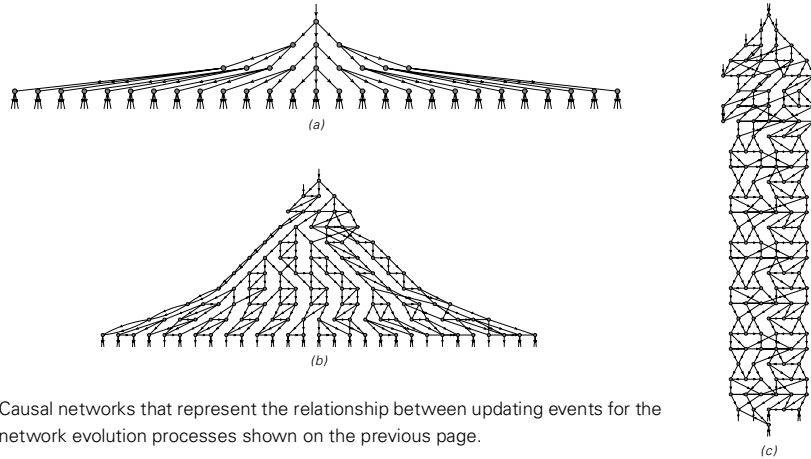 (a)
(b)
(c)
Causal networks that represent the relationship between updating events for the
network evolution processes shown on the previous page.